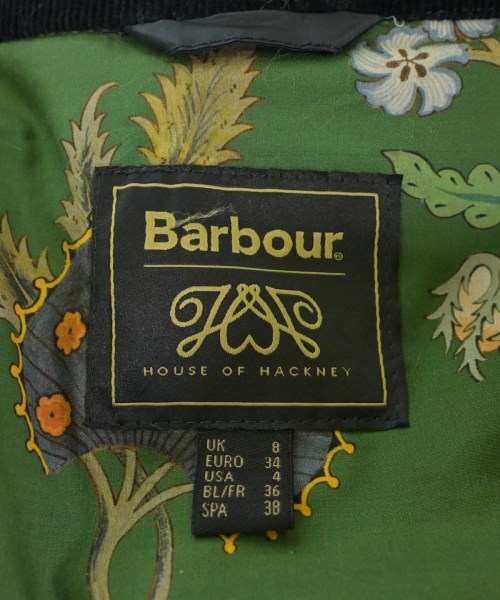 Barbour®
HOUSE OF HACKNEY
UK 8
EURO 34
USA 4
BL/FR 36
SPA 38